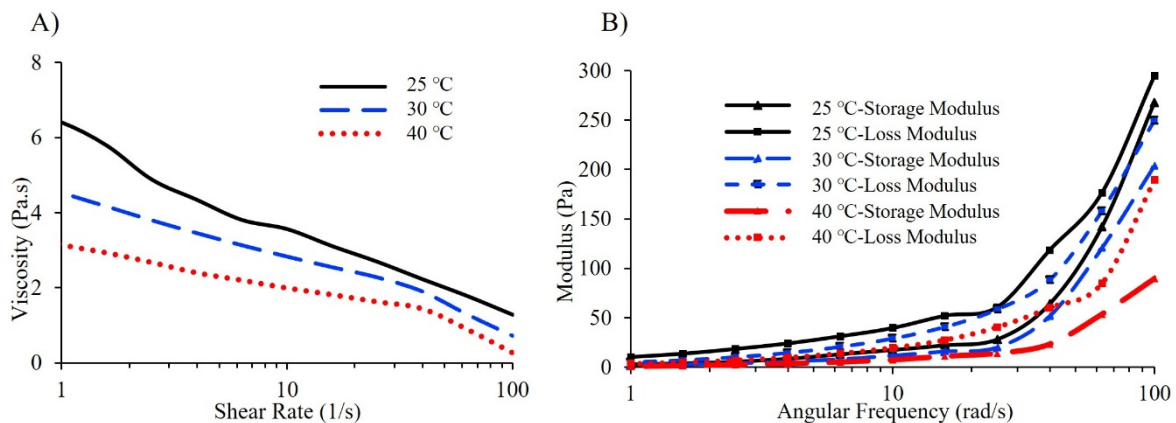 A)
8
6
4
2
0
Viscosity (Pa.s)
25 °C
30 °C
40 °C
1
10
100
Shear Rate (1/s)
B)
300
250
200
150
100
50
0
Modulus (Pa)
25 °C-Storage Modulus
25 °C-Loss Modulus
30 °C-Storage Modulus
30 °C-Loss Modulus
40 °C-Storage Modulus
40 °C-Loss Modulus
1
10
100
Angular Frequency (rad/s)